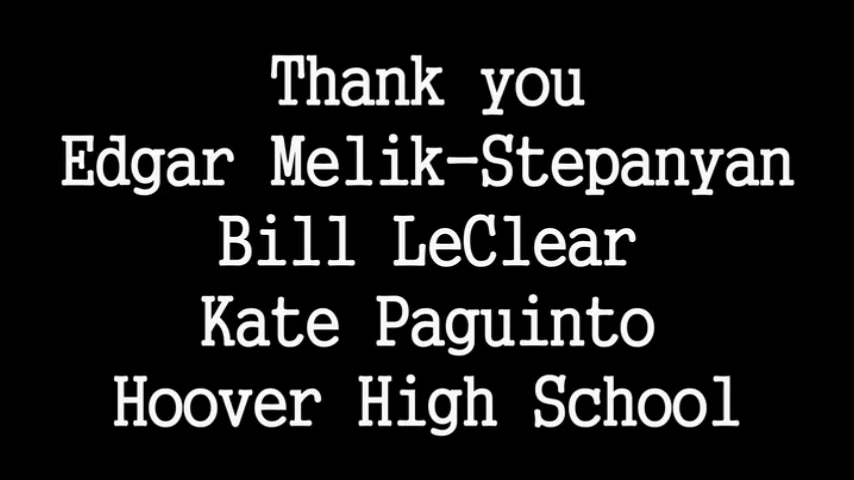 Thank you
Edgar Melik-Stepanyan
Bill LeClear
Kate Paguinto
Hoover High School